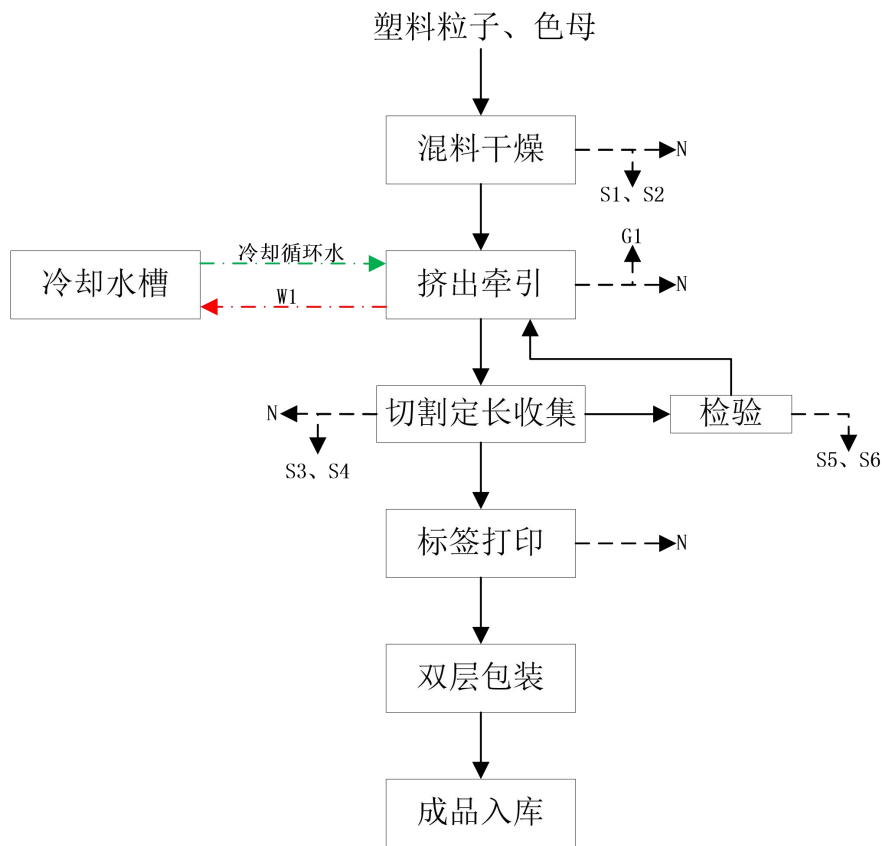 塑料粒子、色母
混料干燥
N
S1、S2
G1
冷却循环水
冷却水槽
挤出牵引
N
W1
N
切割定长收集
检验
S3、S4
S5、S6
标签打印
N
双层包装
成品入库